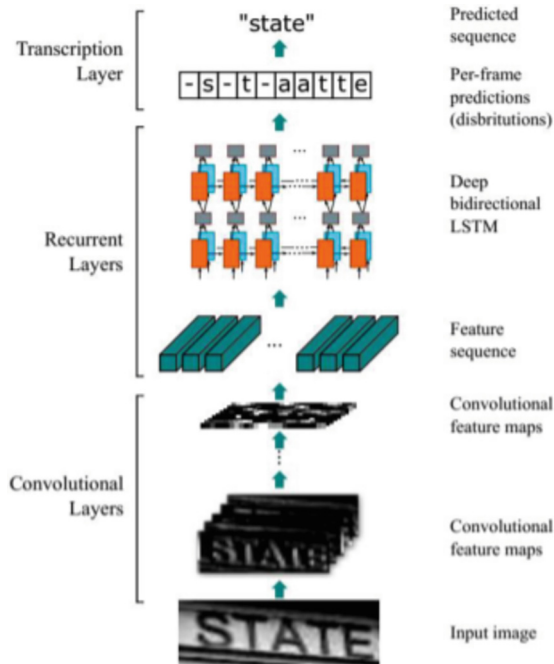 "state"
Predicted sequence
Transcription Layer
-s-t-aatte
Per-frame predictions (disbritutions)
Deep bidirectional LSTM
Recurrent Layers
Feature sequence
Convolutional feature maps
Convolutional Layers
STATE
Convolutional feature maps
STATE
Input image